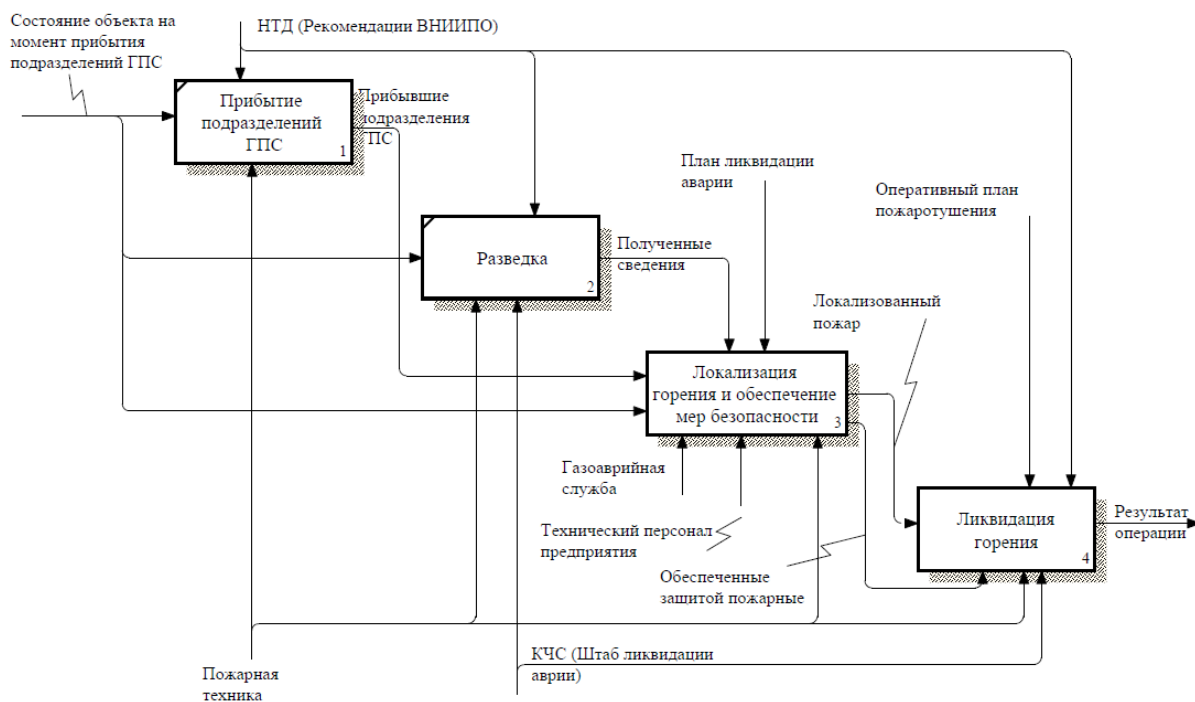 Состояние объекта на
момент прибытия
подразделений ГПС
НТД (Рекомендации ВНИИПО)
Прибытие
подразделений
ГПС
1
Прибывшие
подразделения
ГПС
План ликвидации
аварии
Оперативный план
пожаротушения
Разведка
2
Полученные
сведения
Локализованный
пожар
Локализация
горения и обеспечение
мер безопасности
3
Газоаврийная
служба
Технический персонал
предприятия
Обеспеченные
защитой пожарные
Ликвидация
горения
4
Результат
операции
Пожарная
техника
КЧС (Штаб ликвидации
аврии)